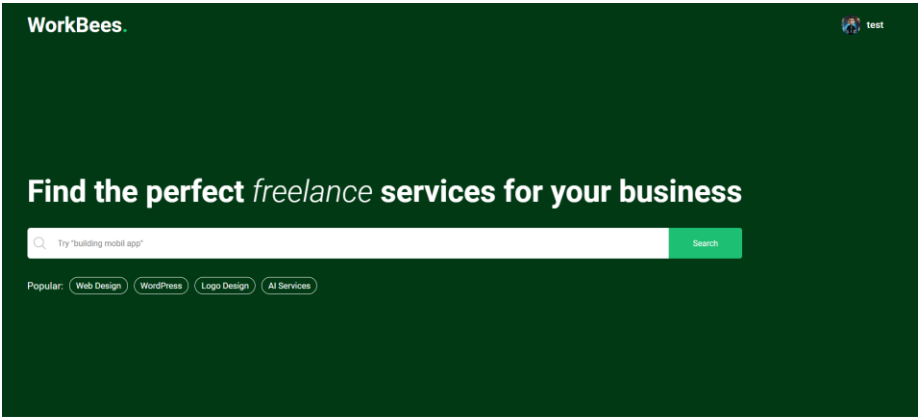 WorkBees.
test
Find the perfect freelance services for your business
Try "building mobil app"
Search
Popular: Web Design WordPress Logo Design AI Services